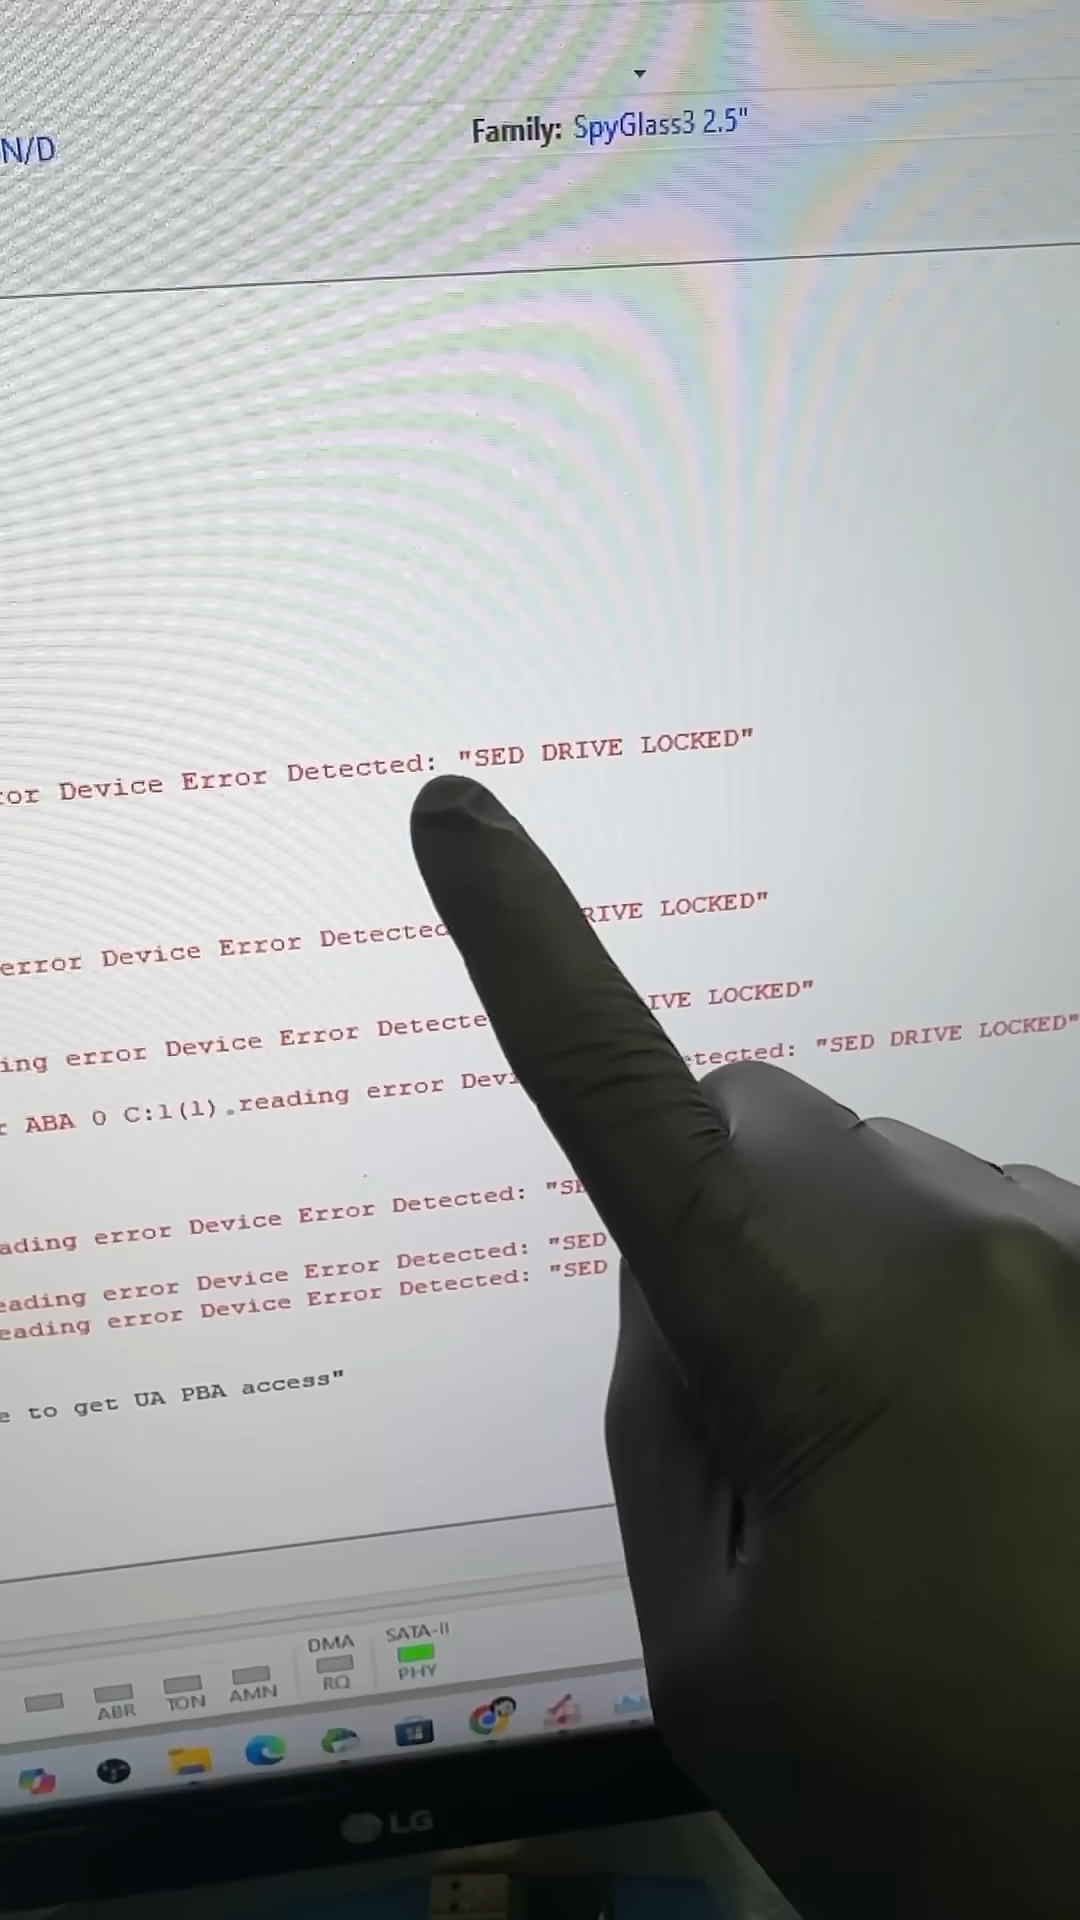 N/D
Family: SpyGlass3 2.5"
or Device Error Detected: "SED DRIVE LOCKED"
error Device Error Detected RIVE LOCKED"
ing error Device Error Detecte IVE LOCKED"
ABA 0 C:1(1).reading error Devi etected: "SED DRIVE LOCKED"
ading error Device Error Detected: "SE
eading error Device Error Detected: "SED
eading error Device Error Detected: "SED
e to get UA PBA access"
DMA SATA-II
ABR TON AMN RQ PHY
LG